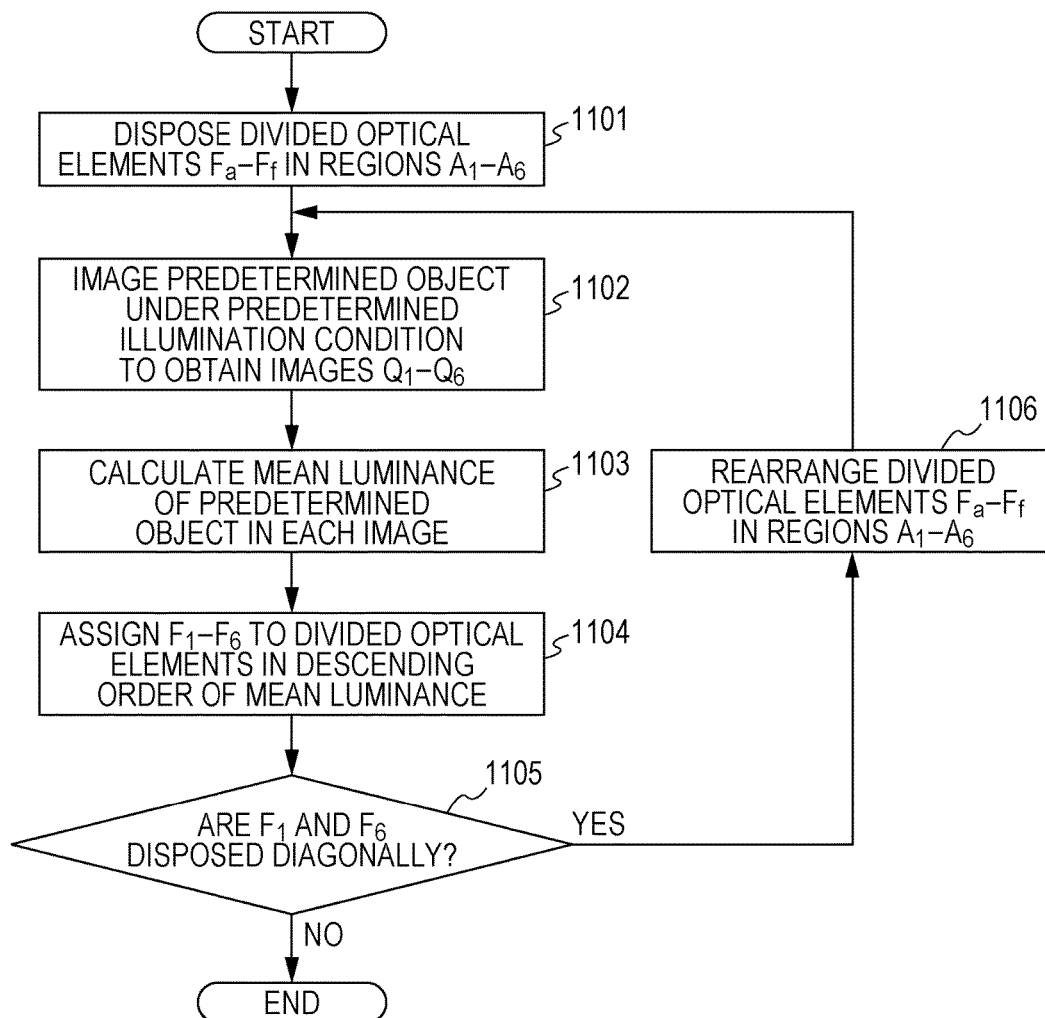 START
1101
DISPOSE DIVIDED OPTICAL
ELEMENTS Fa–Ff IN REGIONS A1–A6
1102
IMAGE PREDETERMINED OBJECT
UNDER PREDETERMINED
ILLUMINATION CONDITION
TO OBTAIN IMAGES Q1–Q6
1103
CALCULATE MEAN LUMINANCE
OF PREDETERMINED
OBJECT IN EACH IMAGE
1106
REARRANGE DIVIDED
OPTICAL ELEMENTS Fa–Ff
IN REGIONS A1–A6
1104
ASSIGN F1–F6 TO DIVIDED OPTICAL
ELEMENTS IN DESCENDING
ORDER OF MEAN LUMINANCE
1105
ARE F1 AND F6
DISPOSED DIAGONALLY?
YES
NO
END